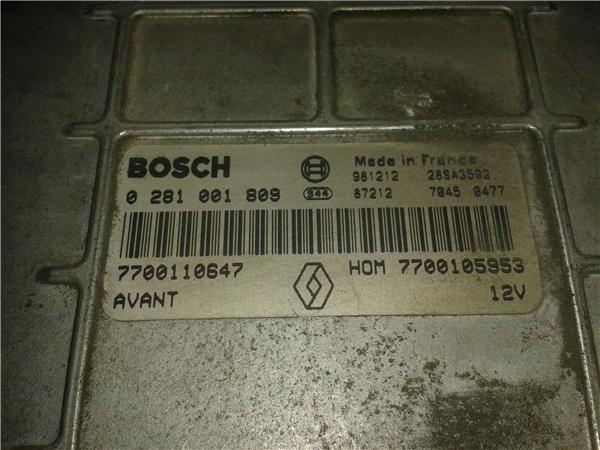 BOSCH
Made in France
981212 28SA3592
0 281 001 809 944 87212 7045 0477
7700110647 HOM 7700105953
AVANT 12V